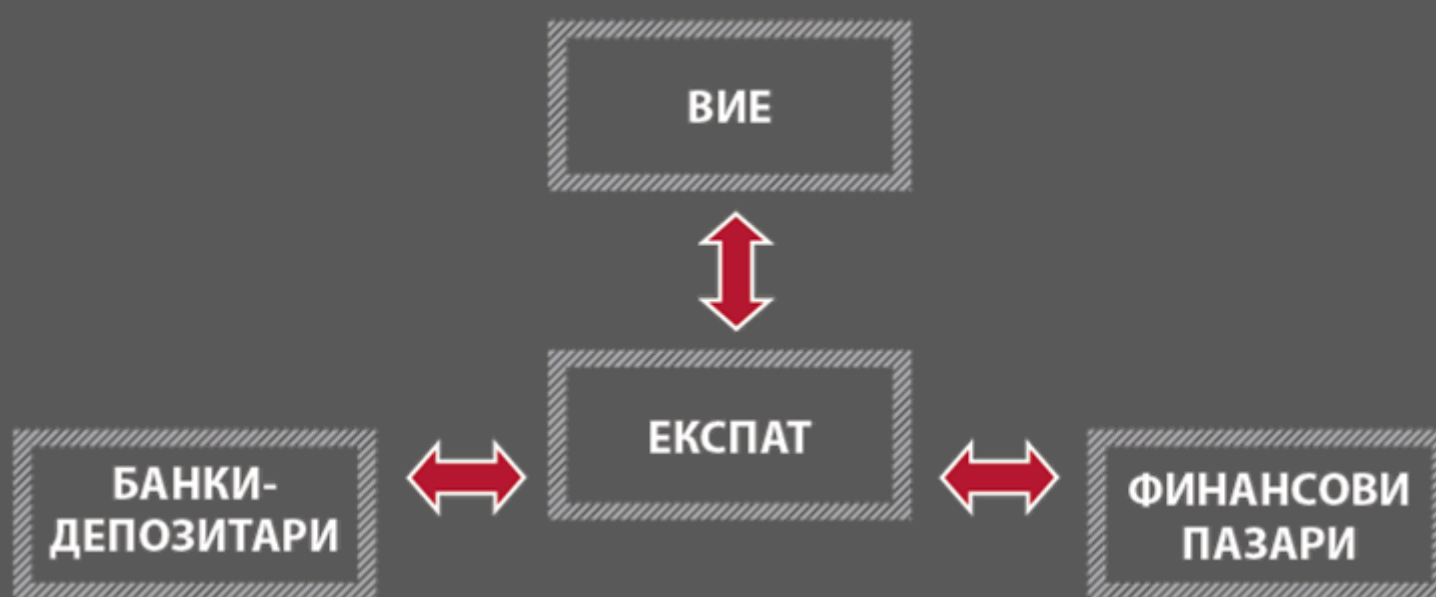 ВИЕ
ЕКСПАТ
БАНКИ-
ДЕПОЗИТАРИ
ФИНАНСОВИ
ПАЗАРИ